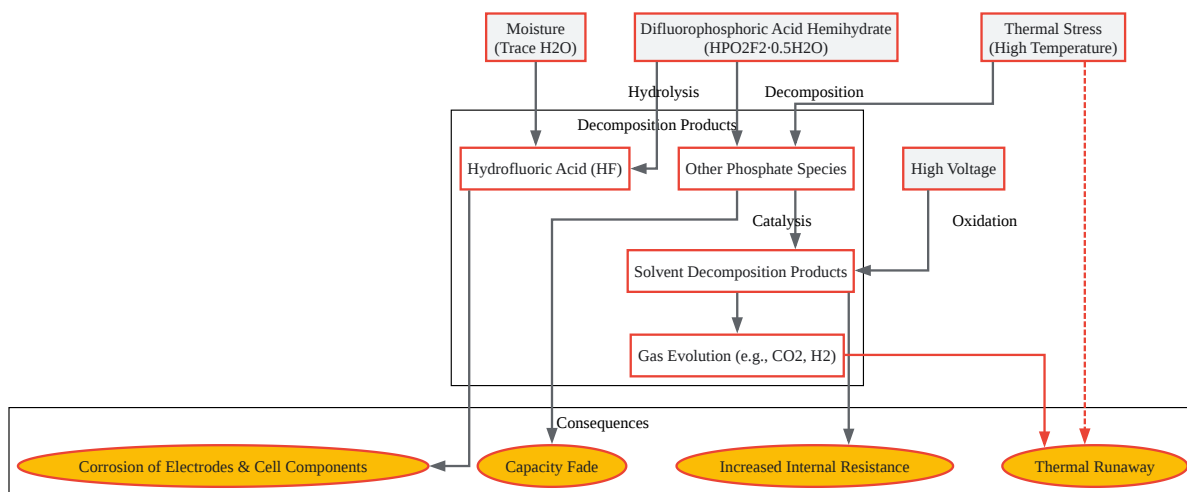 Moisture
(Trace H2O)
Difluorophosphoric Acid Hemihydrate
(HPO2F2·0.5H2O)
Thermal Stress
(High Temperature)
Hydrolysis
Decomposition
Decomposition Products
Hydrofluoric Acid (HF)
Other Phosphate Species
High Voltage
Catalysis
Oxidation
Solvent Decomposition Products
Gas Evolution (e.g., CO2, H2)
Consequences
Corrosion of Electrodes & Cell Components
Capacity Fade
Increased Internal Resistance
Thermal Runaway